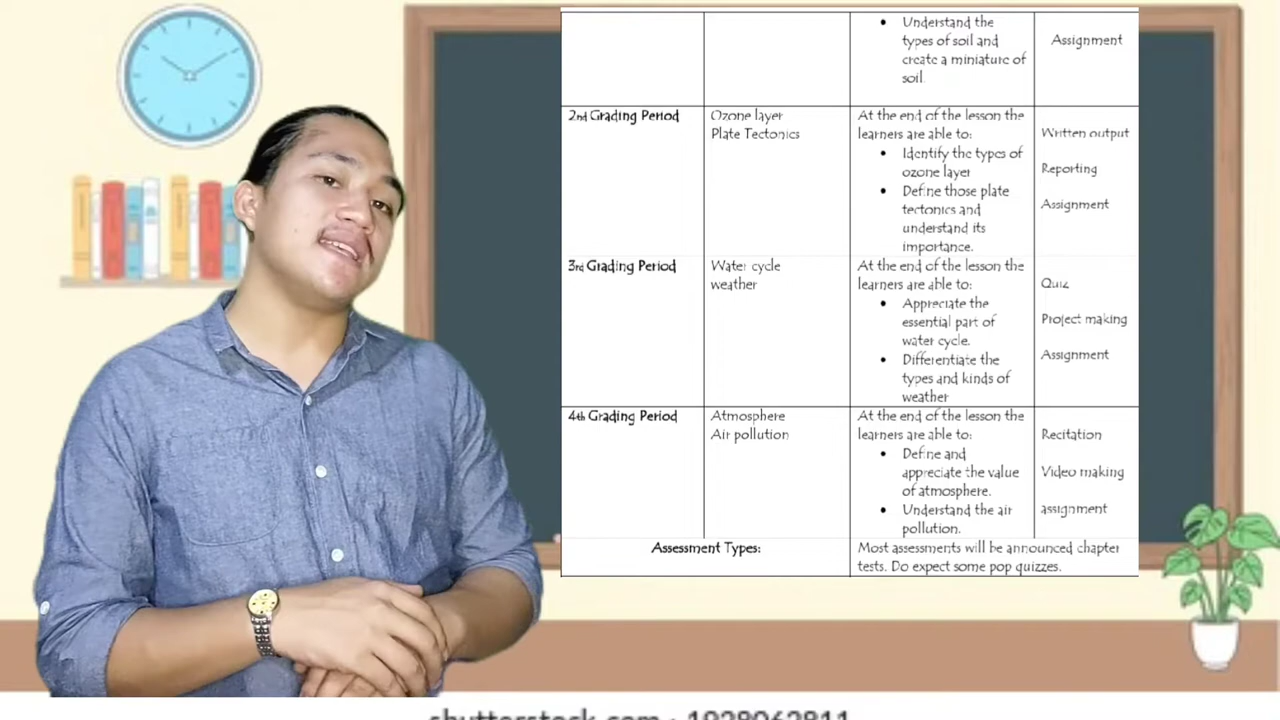 Understand the
types of soil and
create a miniature of
soil.
Assignment
2nd Grading Period
Ozone layer
Plate Tectonics
At the end of the lesson the
learners are able to:
Identify the types of
ozone layer
Define those plate
tectonics and
understand its
importance.
Written output
Reporting
Assignment
3rd Grading Period
Water cycle
weather
At the end of the lesson the
learners are able to:
Appreciate the
essential part of
water cycle.
Differentiate the
types and kinds of
weather
Quiz
Project making
Assignment
4th Grading Period
Atmosphere
Air pollution
At the end of the lesson the
learners are able to:
Define and
appreciate the value
of atmosphere.
Understand the air
pollution.
Recitation
Video making
assignment
Assessment Types:
Most assessments will be announced chapter
tests. Do expect some pop quizzes.
shutterstock.com · 1928062811